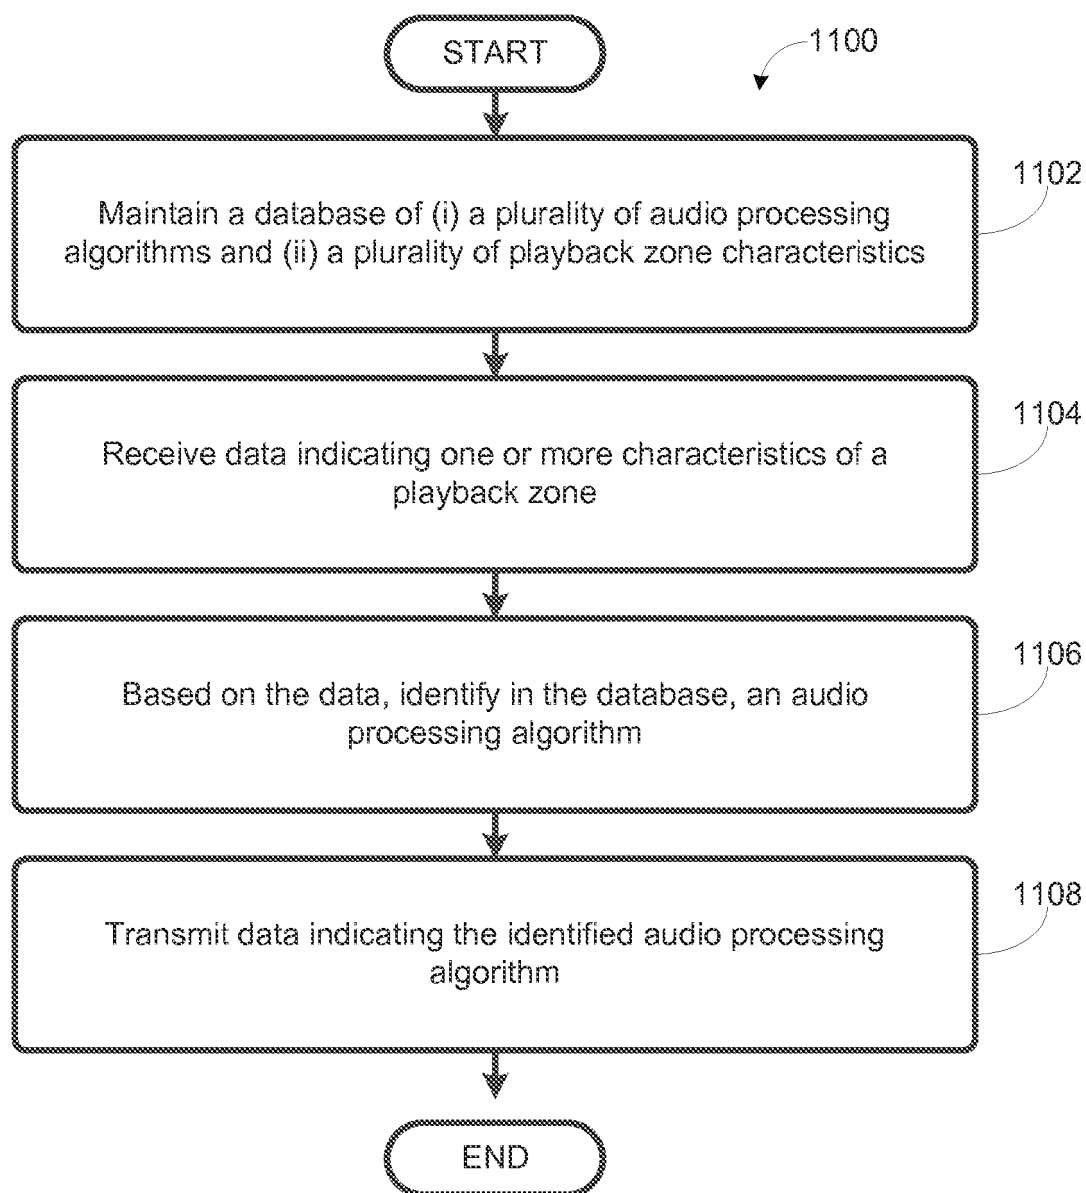 START
1100
1102
Maintain a database of (i) a plurality of audio processing
algorithms and (ii) a plurality of playback zone characteristics
1104
Receive data indicating one or more characteristics of a
playback zone
1106
Based on the data, identify in the database, an audio
processing algorithm
1108
Transmit data indicating the identified audio processing
algorithm
END